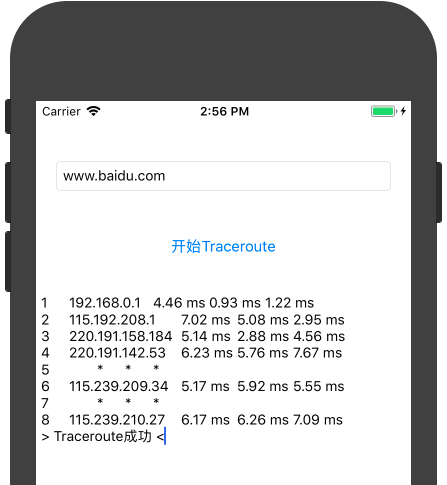 Carrier 2:56 PM
www.baidu.com
开始Traceroute
1 192.168.0.1 4.46 ms 0.93 ms 1.22 ms
2 115.192.208.1 7.02 ms 5.08 ms 2.95 ms
3 220.191.158.184 5.14 ms 2.88 ms 4.56 ms
4 220.191.142.53 6.23 ms 5.76 ms 7.67 ms
5 * * *
6 115.239.209.34 5.17 ms 5.92 ms 5.55 ms
7 * * *
8 115.239.210.27 6.17 ms 6.26 ms 7.09 ms
> Traceroute成功 <